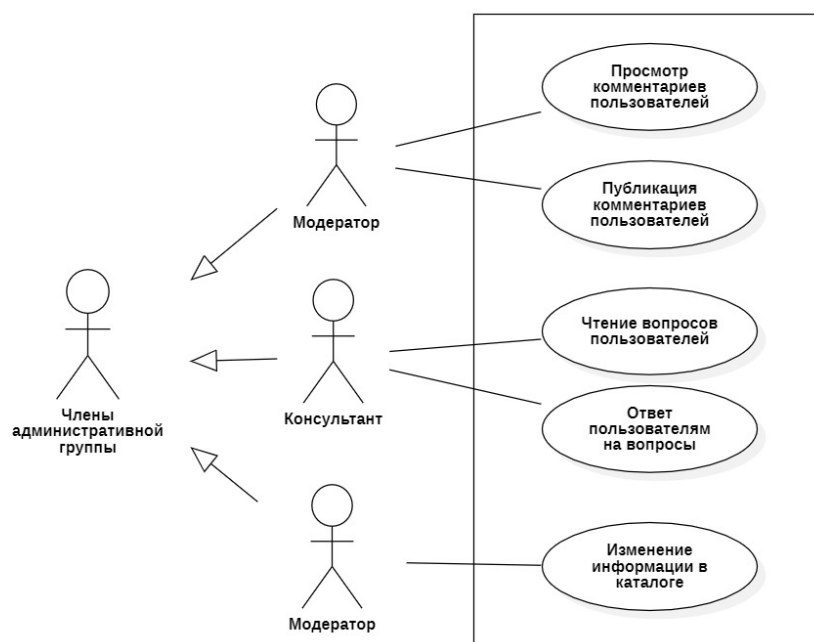 Просмотр
комментариев
пользователей
Публикация
комментариев
пользователей
Модератор
Чтение вопросов
пользователей
Члены
административной
группы
Консультант
Ответ
пользователям
на вопросы
Изменение
информации в
каталоге
Модератор